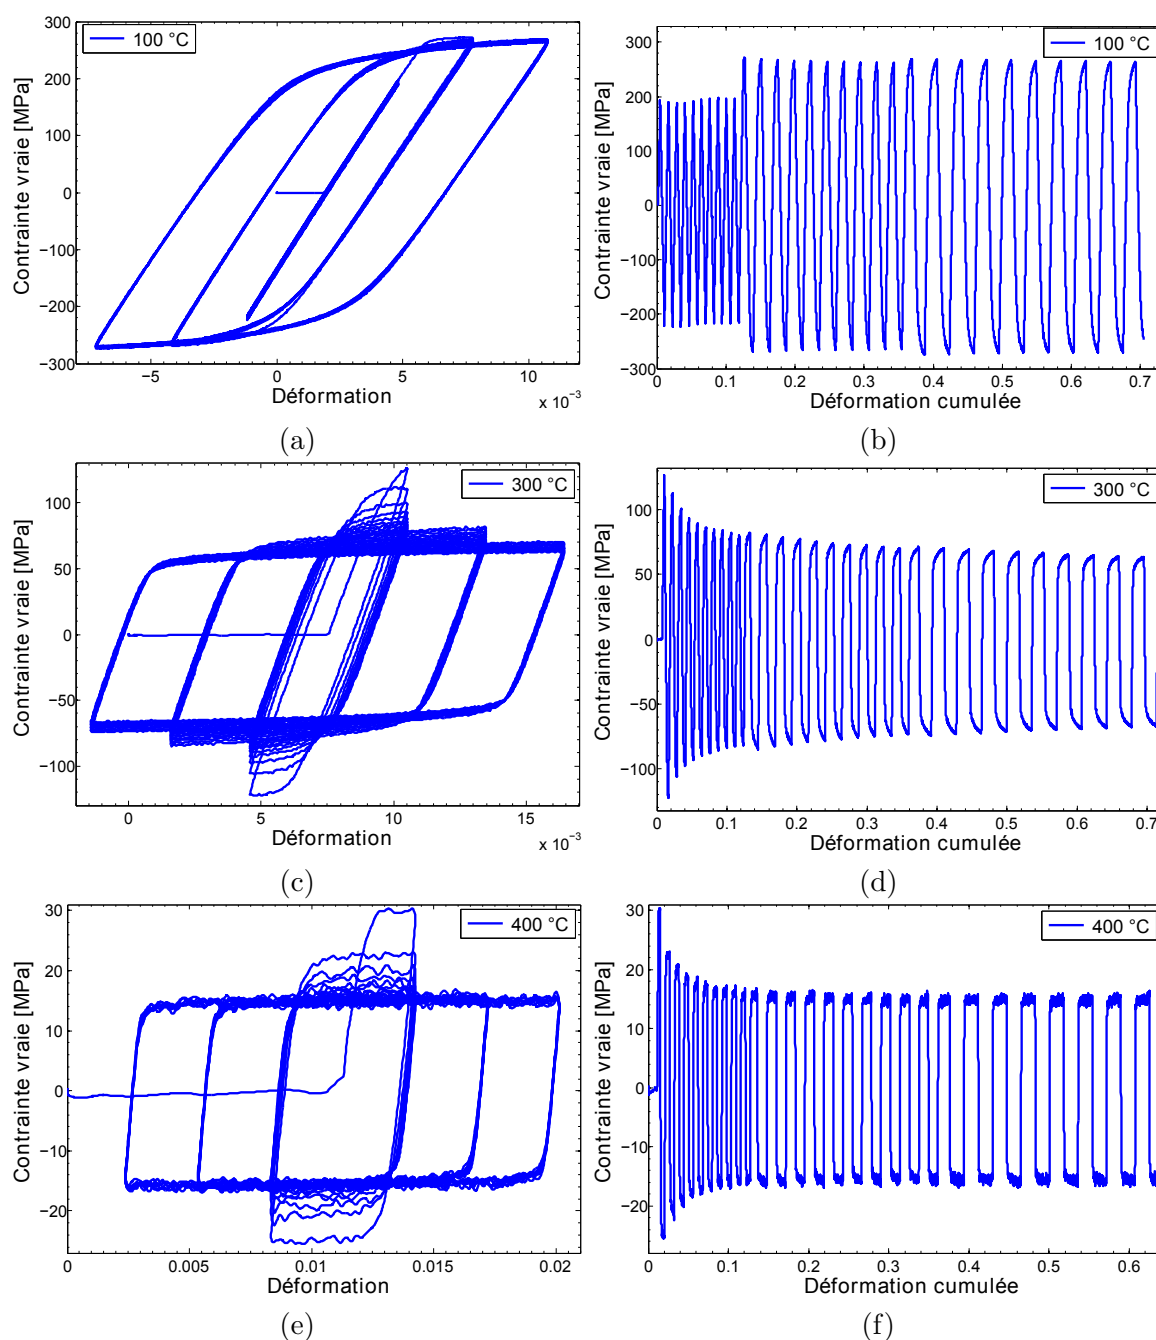 300
200
100
0
−100
−200
−300
Contrainte vraie [MPa]
100 °C
−5
0
5
10
x 10⁻³
Déformation
(a)
300
200
100
0
−100
−200
−300
Contrainte vraie [MPa]
100 °C
0
0.1
0.2
0.3
0.4
0.5
0.6
0.7
Déformation cumulée
(b)
100
50
0
−50
−100
Contrainte vraie [MPa]
300 °C
0
5
10
15
x 10⁻³
Déformation
(c)
100
50
0
−50
−100
Contrainte vraie [MPa]
300 °C
0
0.1
0.2
0.3
0.4
0.5
0.6
0.7
Déformation cumulée
(d)
30
20
10
0
−10
−20
Contrainte vraie [MPa]
400 °C
0
0.005
0.01
0.015
0.02
Déformation
(e)
30
20
10
0
−10
−20
Contrainte vraie [MPa]
400 °C
0
0.1
0.2
0.3
0.4
0.5
0.6
Déformation cumulée
(f)